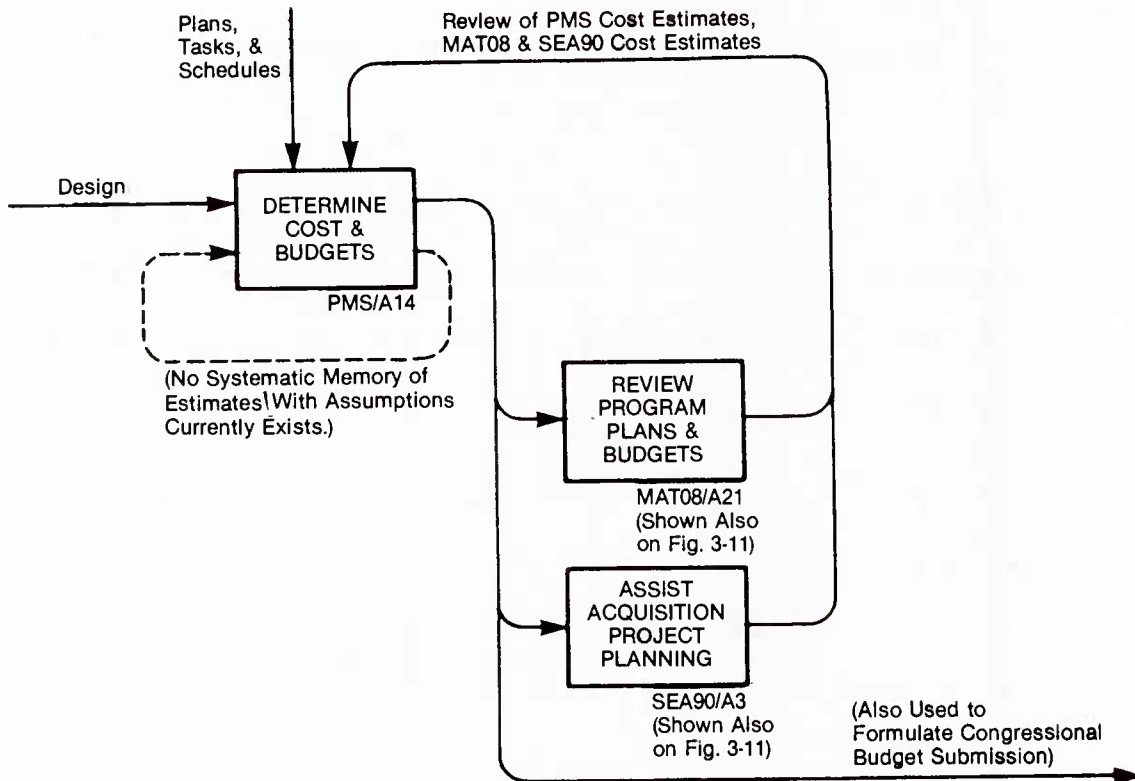 Plans,
Tasks, &
Schedules
Review of PMS Cost Estimates,
MAT08 & SEA90 Cost Estimates
Design
DETERMINE
COST &
BUDGETS
PMS/A14
(No Systematic Memory of
Estimates\With Assumptions
Currently Exists.)
REVIEW
PROGRAM
PLANS &
BUDGETS
MAT08/A21
(Shown Also
on Fig. 3-11)
ASSIST
ACQUISITION
PROJECT
PLANNING
SEA90/A3
(Shown Also
on Fig. 3-11)
(Also Used to
Formulate Congressional
Budget Submission)